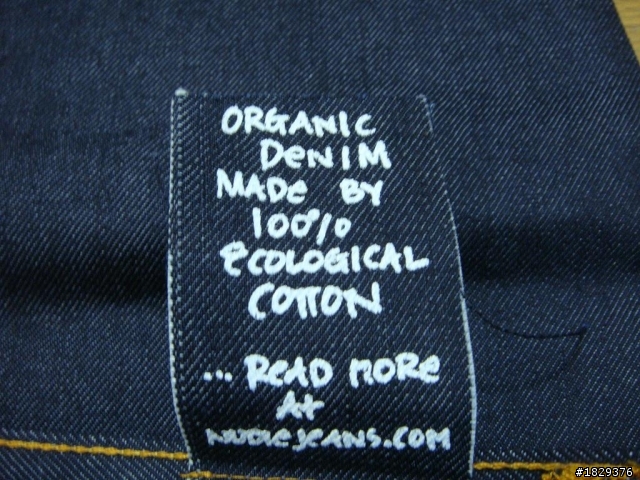 ORGANIC
DENIM
MADE BY
100%
ECOLOGICAL
COTTON
... READ MORE
At
NUDIEJEANS.COM
#1829376